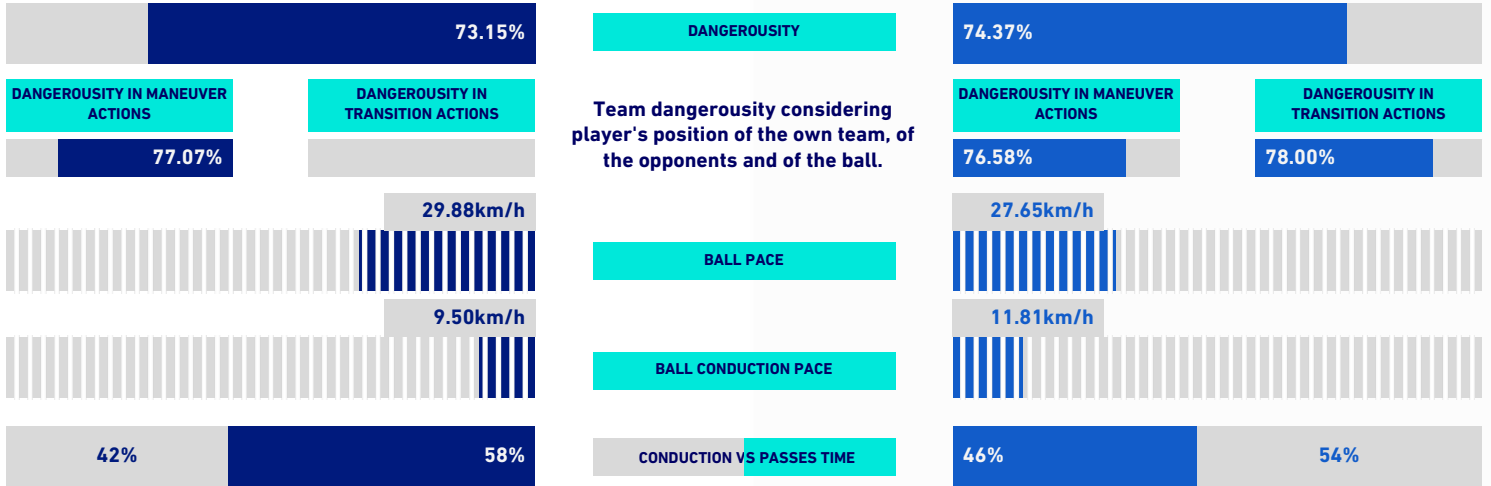 73.15%
DANGEROUSITY
74.37%
DANGEROUSITY IN MANEUVER
ACTIONS
DANGEROUSITY IN
TRANSITION ACTIONS
77.07%
Team dangerousity considering
player's position of the own team, of
the opponents and of the ball.
DANGEROUSITY IN MANEUVER
ACTIONS
DANGEROUSITY IN
TRANSITION ACTIONS
76.58%
78.00%
29.88km/h
BALL PACE
27.65km/h
9.50km/h
BALL CONDUCTION PACE
11.81km/h
42%
58%
CONDUCTION VS PASSES TIME
46%
54%